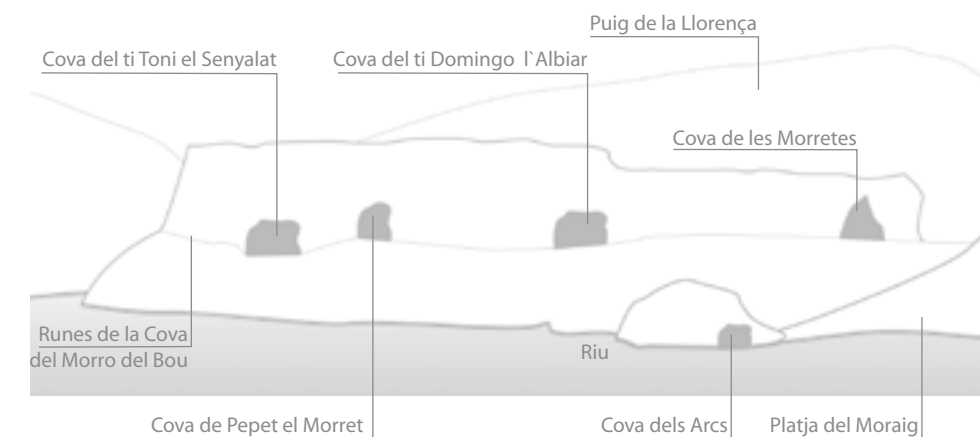 Puig de la Llorença
Cova del ti Toni el Senyalat
Cova del ti Domingo l`Albiar
Cova de les Morretes
Runes de la Cova
del Morro del Bou
Riu
Cova de Pepet el Morret
Cova dels Arcs
Platja del Moraig